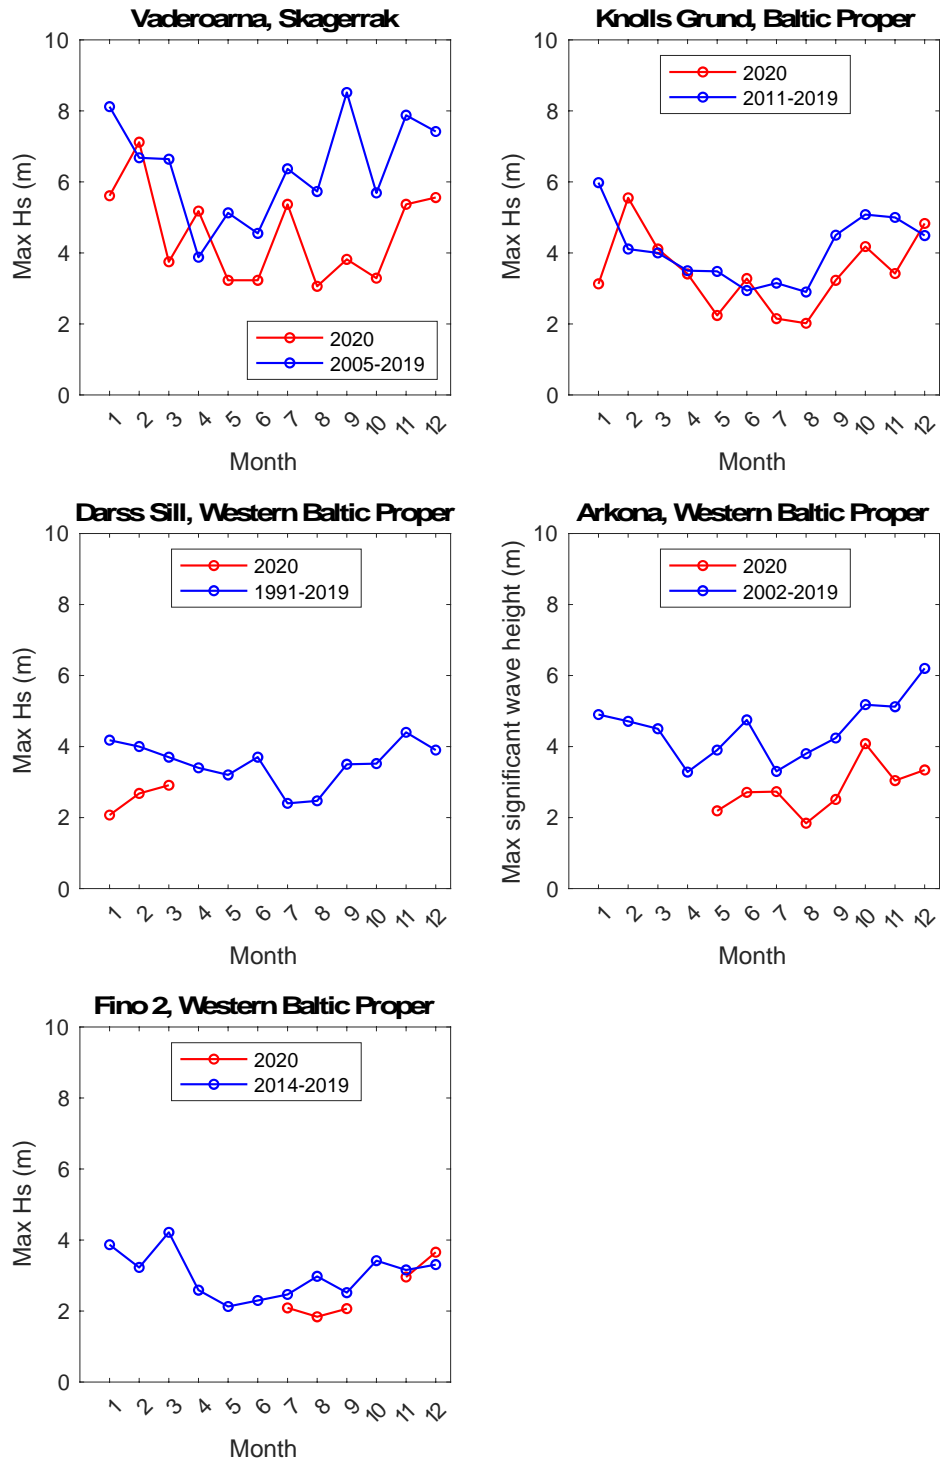 Vaderoarna, Skagerrak
10
8
6
4
2
0
Max Hs (m)
2020
2005-2019
1 2 3 4 5 6 7 8 9 10 11 12
Month
Knolls Grund, Baltic Proper
10
8
6
4
2
0
Max Hs (m)
2020
2011-2019
1 2 3 4 5 6 7 8 9 10 11 12
Month
Darss Sill, Western Baltic Proper
10
8
6
4
2
0
Max Hs (m)
2020
1991-2019
1 2 3 4 5 6 7 8 9 10 11 12
Month
Arkona, Western Baltic Proper
10
8
6
4
2
0
Max significant wave height (m)
2020
2002-2019
1 2 3 4 5 6 7 8 9 10 11 12
Month
Fino 2, Western Baltic Proper
10
8
6
4
2
0
Max Hs (m)
2020
2014-2019
1 2 3 4 5 6 7 8 9 10 11 12
Month